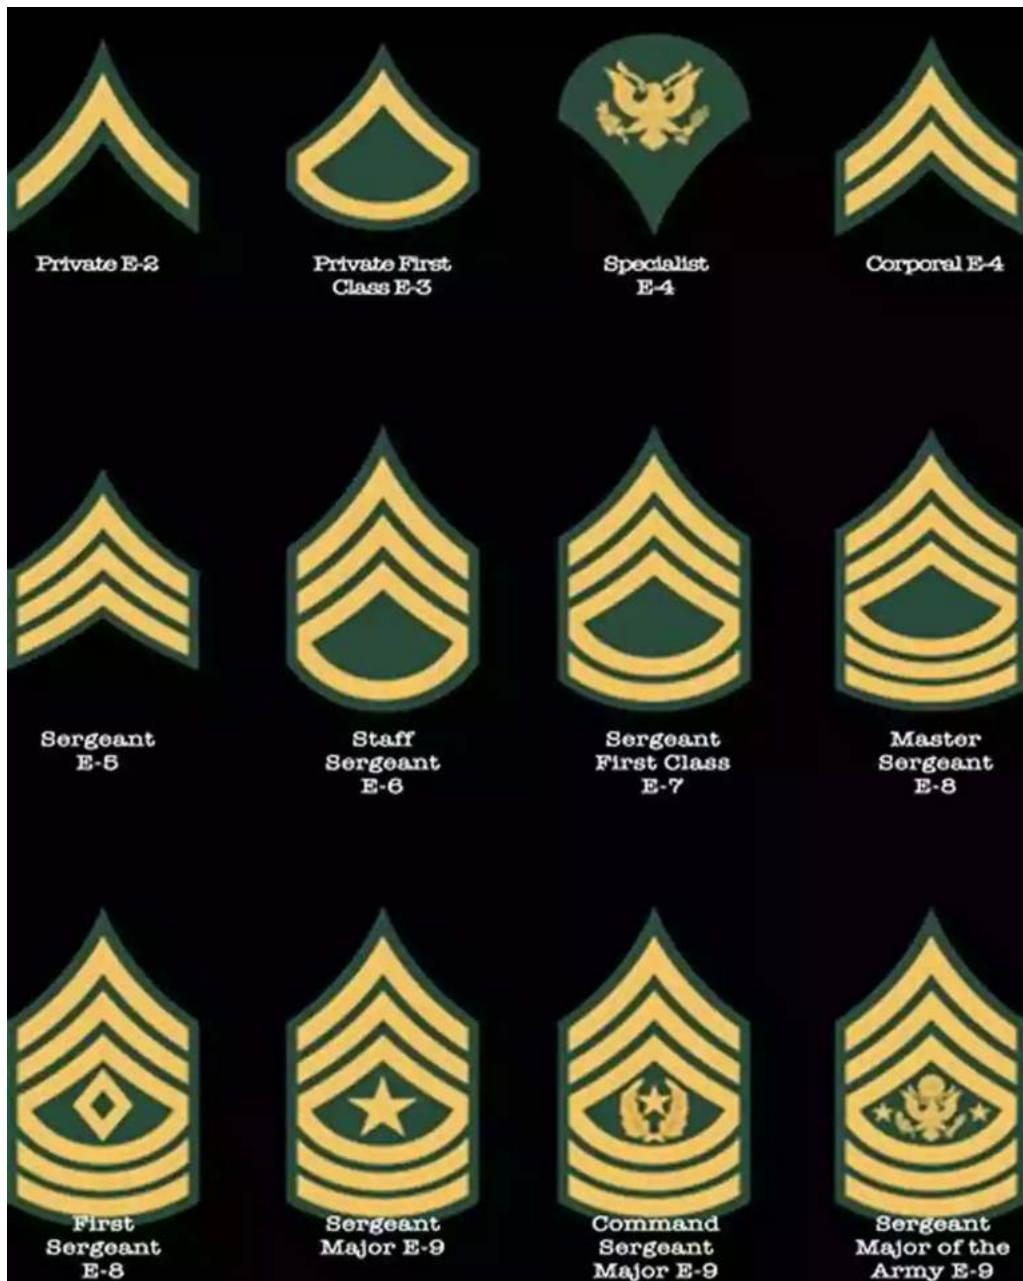 Private E-2
Private First
Class E-3
Specialist
E-4
Corporal E-4
Sergeant
E-5
Staff
Sergeant
E-6
Sergeant
First Class
E-7
Master
Sergeant
E-8
First
Sergeant
E-8
Sergeant
Major E-9
Command
Sergeant
Major E-9
Sergeant
Major of the
Army E-9